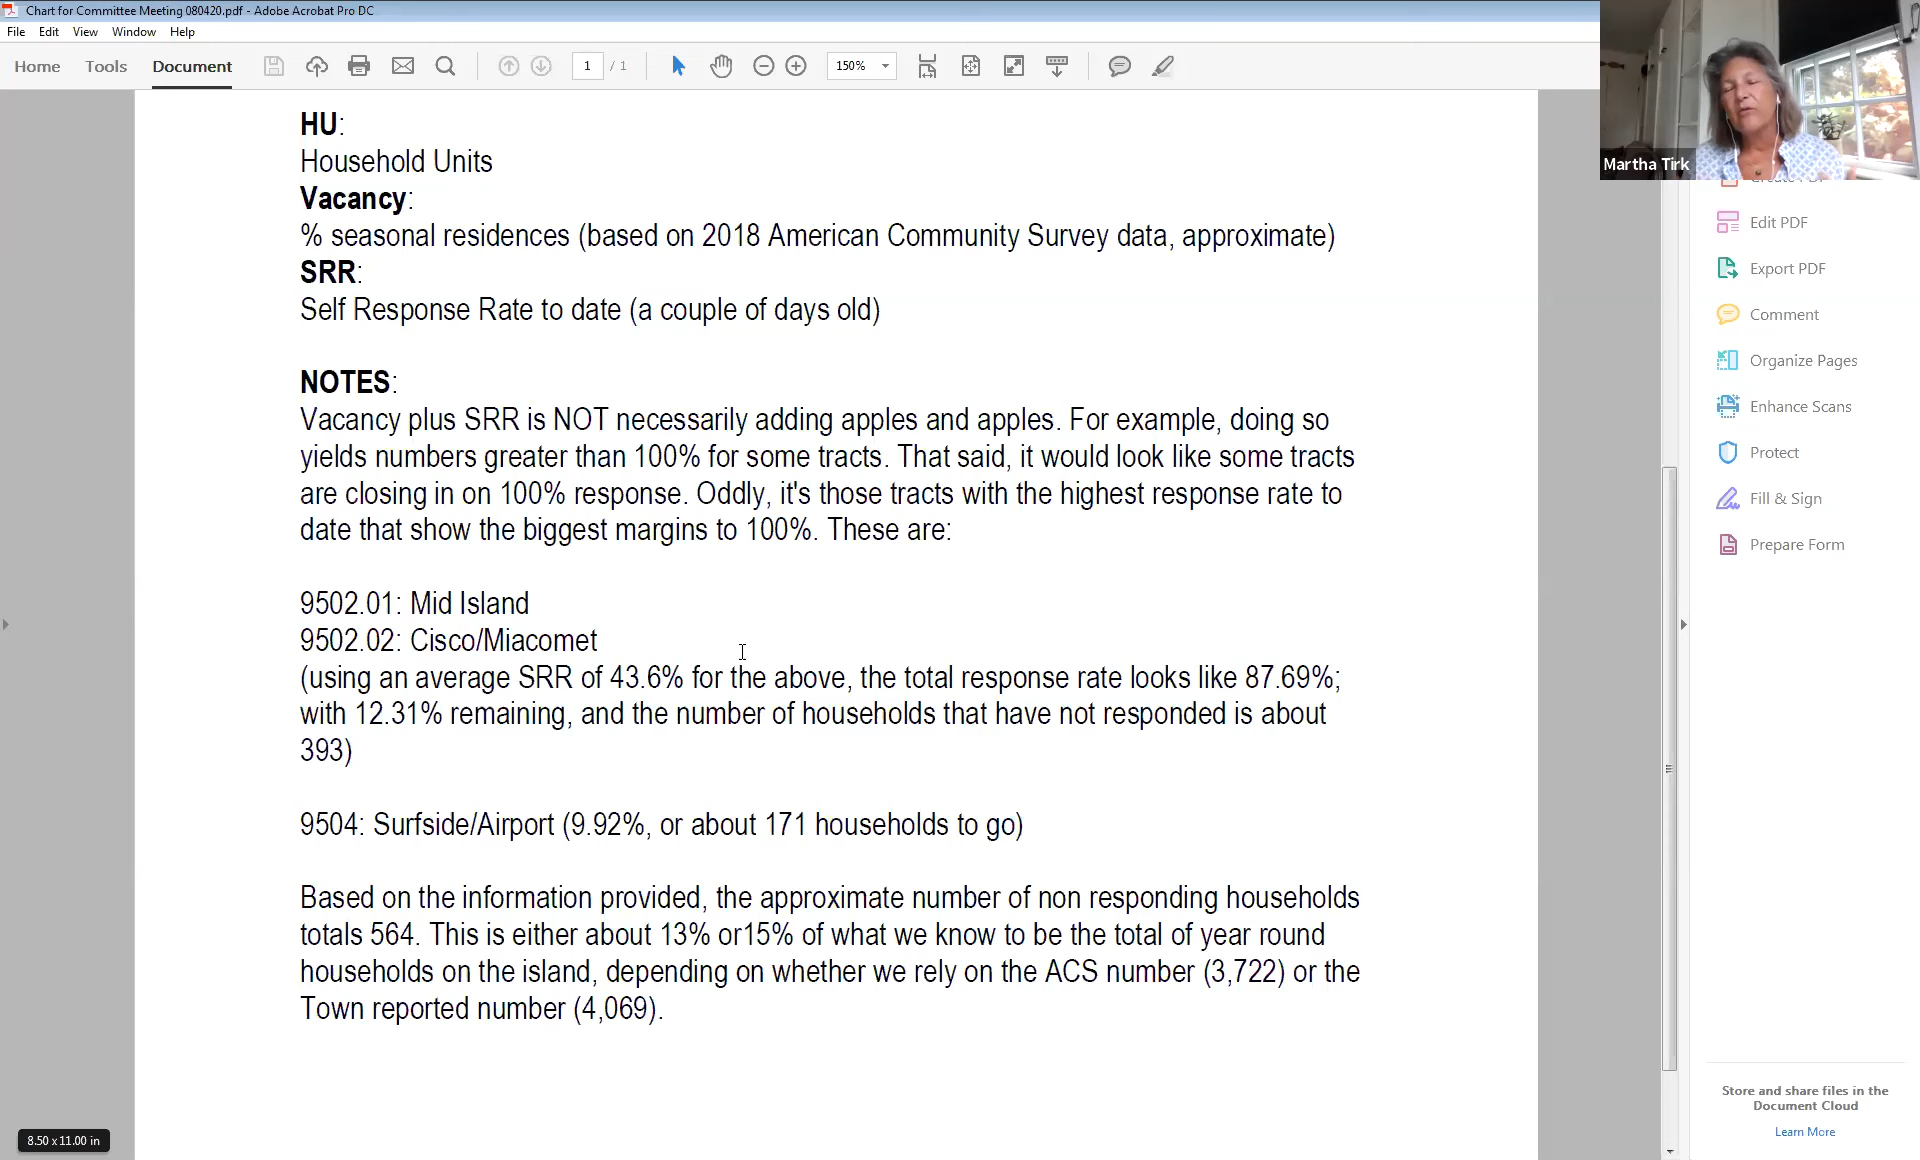 Chart for Committee Meeting 080420.pdf - Adobe Acrobat Pro DC
File Edit View Window Help
Home Tools Document 1 / 1 150%
Martha Tirk
HU:
Household Units
Vacancy:
% seasonal residences (based on 2018 American Community Survey data, approximate)
SRR:
Self Response Rate to date (a couple of days old)
NOTES:
Vacancy plus SRR is NOT necessarily adding apples and apples. For example, doing so
yields numbers greater than 100% for some tracts. That said, it would look like some tracts
are closing in on 100% response. Oddly, it's those tracts with the highest response rate to
date that show the biggest margins to 100%. These are:
9502.01: Mid Island
9502.02: Cisco/Miacomet
(using an average SRR of 43.6% for the above, the total response rate looks like 87.69%;
with 12.31% remaining, and the number of households that have not responded is about
393)
9504: Surfside/Airport (9.92%, or about 171 households to go)
Based on the information provided, the approximate number of non responding households
totals 564. This is either about 13% or15% of what we know to be the total of year round
households on the island, depending on whether we rely on the ACS number (3,722) or the
Town reported number (4,069).
8.50 x 11.00 in
Edit PDF
Export PDF
Comment
Organize Pages
Enhance Scans
Protect
Fill & Sign
Prepare Form
Store and share files in the
Document Cloud
Learn More